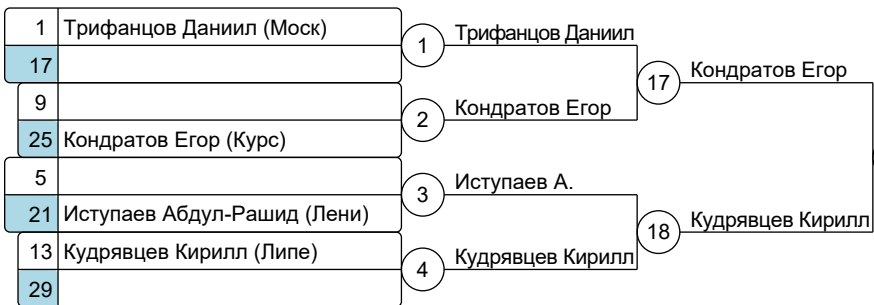 1 Трифанцов Даниил (Моск)
17
9
25 Кондратов Егор (Курс)
5
21 Иступаев Абдул-Рашид (Лени)
13 Кудрявцев Кирилл (Липе)
29
1 Трифанцов Даниил
2 Кондратов Егор
3 Иступаев А.
4 Кудрявцев Кирилл
17 Кондратов Егор
18 Кудрявцев Кирилл